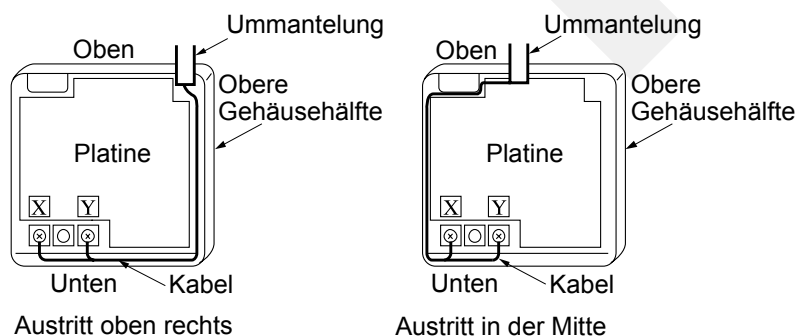 Ummantelung
Oben
Obere
Gehäusehälfte
Platine
X Y
Unten
Kabel
Austritt oben rechts
Ummantelung
Oben
Obere
Gehäusehälfte
Platine
X Y
Unten
Kabel
Austritt in der Mitte